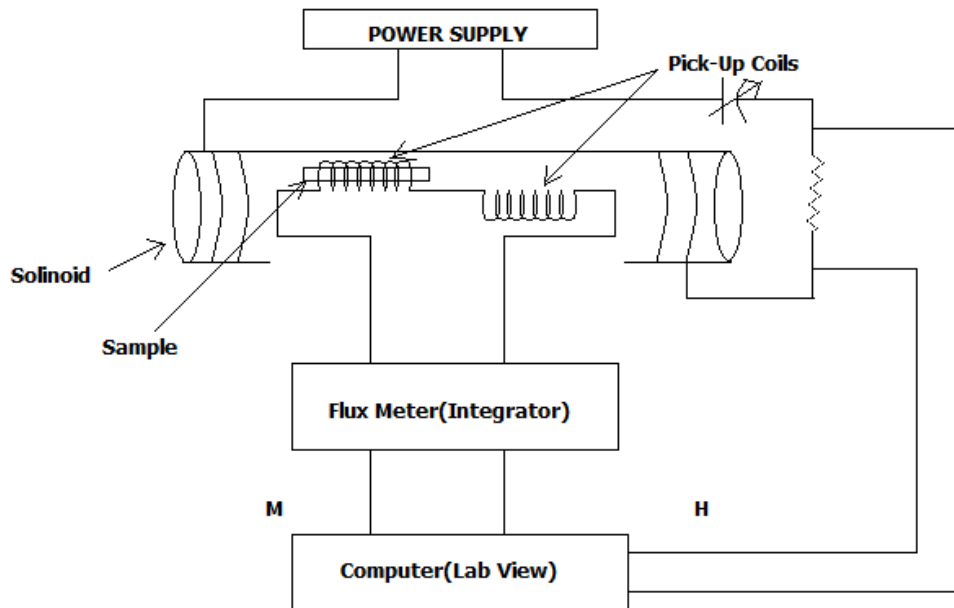 POWER SUPPLY
Pick-Up Coils
Solinoid
Sample
Flux Meter(Integrator)
M
H
Computer(Lab View)